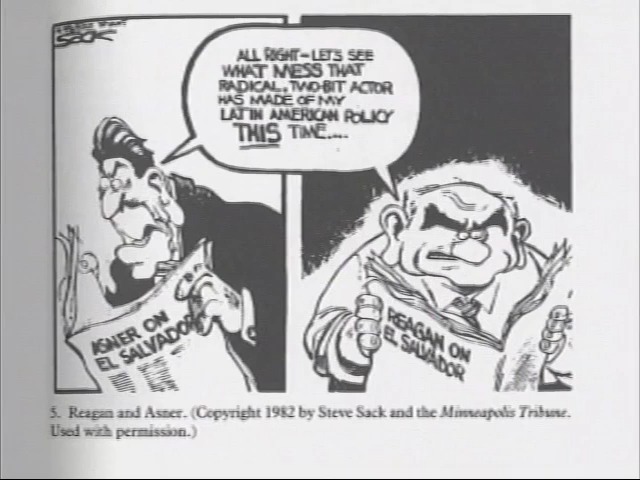 SACK
ALL RIGHT-LET'S SEE
WHAT MESS THAT
RADICAL, TWO-BIT ACTOR
HAS MADE OF MY
LATIN AMERICAN POLICY
THIS TIME....
ASNER ON
EL SALVADOR
REAGAN ON
EL SALVADOR
5. Reagan and Asner. (Copyright 1982 by Steve Sack and the Minneapolis Tribune.
Used with permission.)